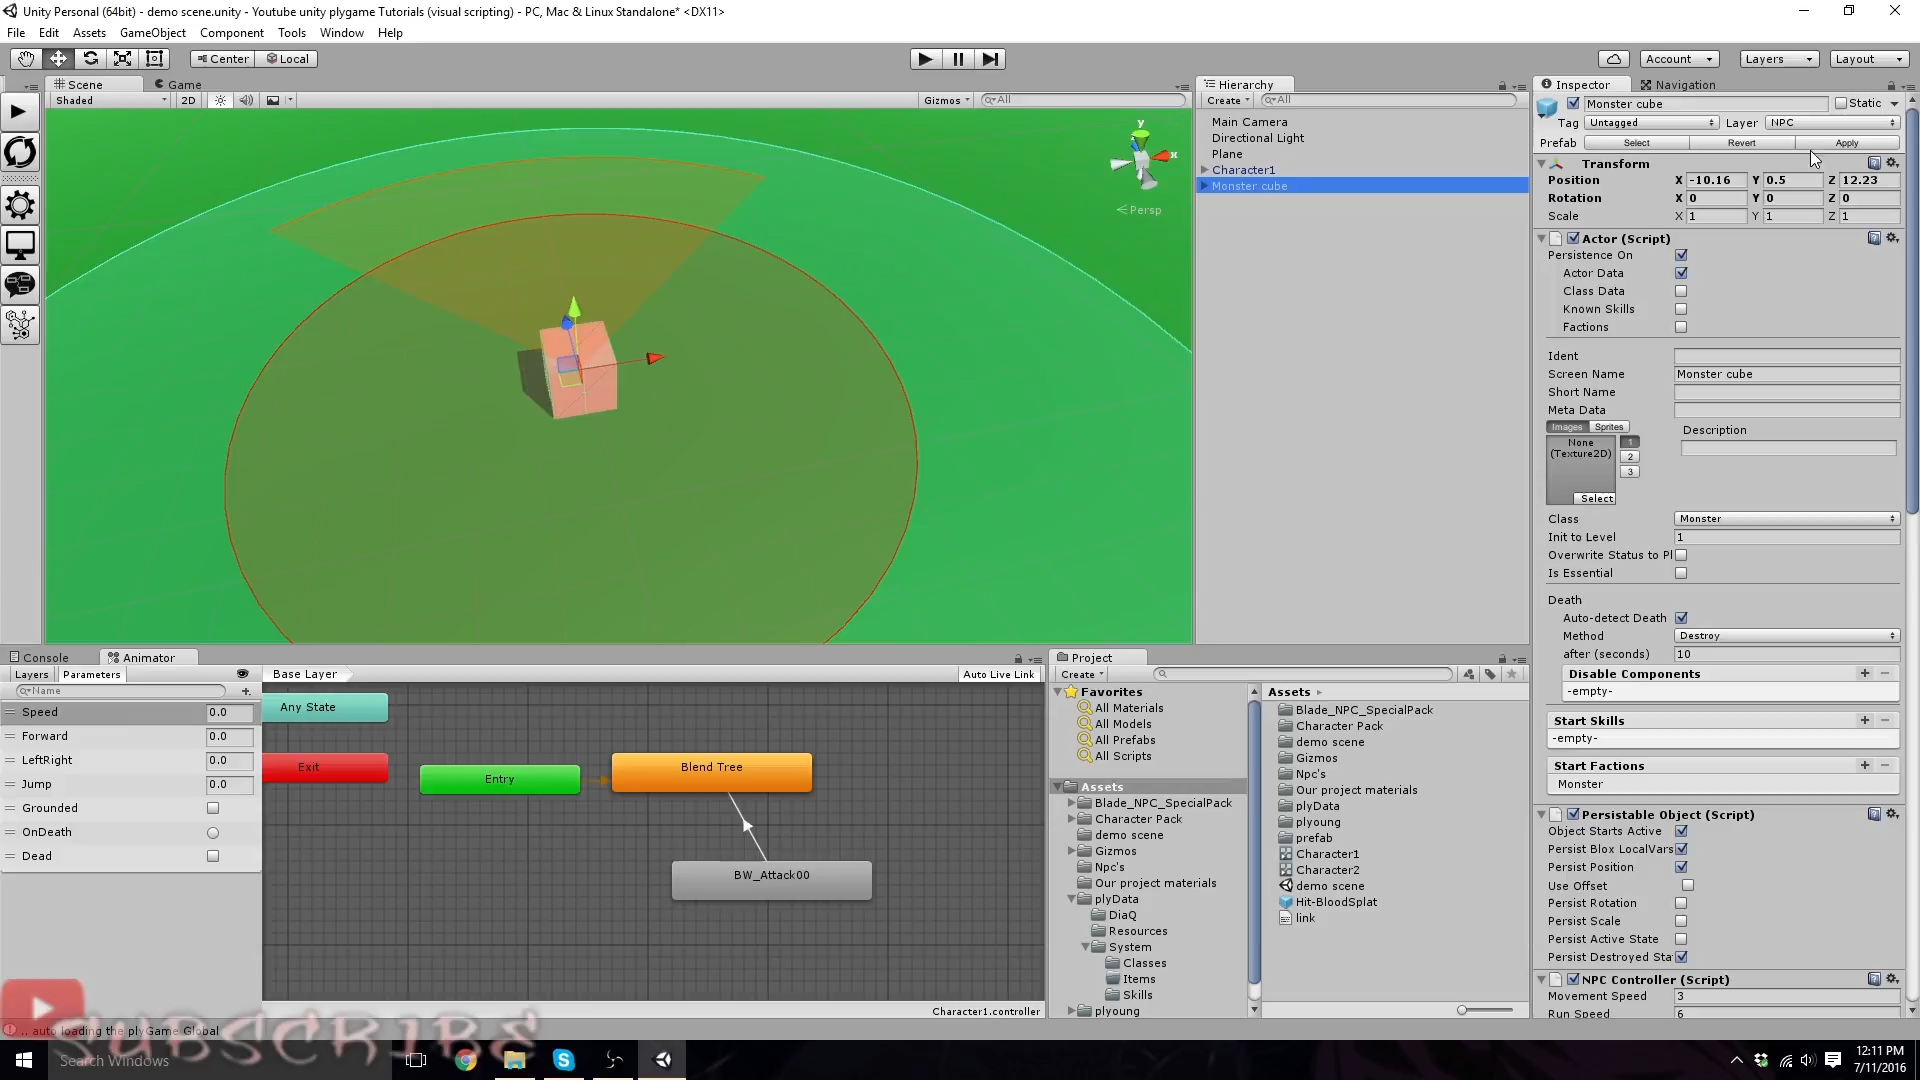 Unity Personal (64bit) - demo scene.unity - Youtube unity plygame Tutorials (visual scripting) - PC, Mac & Linux Standalone* <DX11>
File Edit Assets GameObject Component Tools Window Help
Center Local Account Layers Layout
Scene Game
Shaded 2D Gizmos All
y
x
Persp
Hierarchy
Create All
Main Camera
Directional Light
Plane
Character1
Monster cube
Inspector Navigation
Monster cube Static
Tag Untagged Layer NPC
Prefab Select Revert Apply
Transform
Position X -10.16 Y 0.5 Z 12.23
Rotation X 0 Y 0 Z 0
Scale X 1 Y 1 Z 1
Actor (Script)
Persistence On
Actor Data
Class Data
Known Skills
Factions
Ident
Screen Name Monster cube
Short Name
Meta Data
Images Sprites Description
None (Texture2D) 1
2
3
Select
Class Monster
Init to Level 1
Overwrite Status to Pl
Is Essential
Death
Auto-detect Death
Method Destroy
after (seconds) 10
Disable Components
-empty-
Start Skills
-empty-
Start Factions
Monster
Persistable Object (Script)
Object Starts Active
Persist Blox LocalVars
Persist Position
Use Offset
Persist Rotation
Persist Scale
Persist Active State
Persist Destroyed Sta
NPC Controller (Script)
Movement Speed 3
Run Speed 6
Console Animator
Layers Parameters Base Layer Auto Live Link
Name
Speed 0.0
Forward 0.0
LeftRight 0.0
Jump 0.0
Grounded
OnDeath
Dead
Any State
Exit
Entry
Blend Tree
BW_Attack00
Character1.controller
Project
Create
Favorites
All Materials
All Models
All Prefabs
All Scripts
Assets
Blade_NPC_SpecialPack
Character Pack
demo scene
Gizmos
Npc's
Our project materials
plyData
DiaQ
Resources
System
Classes
Items
Skills
plyoung
Assets
Blade_NPC_SpecialPack
Character Pack
demo scene
Gizmos
Npc's
Our project materials
plyData
plyoung
prefab
Character1
Character2
demo scene
Hit-BloodSplat
link
.. auto loading the plyGame Global
SUBSCRIBE
Search Windows
12:11 PM
7/11/2016